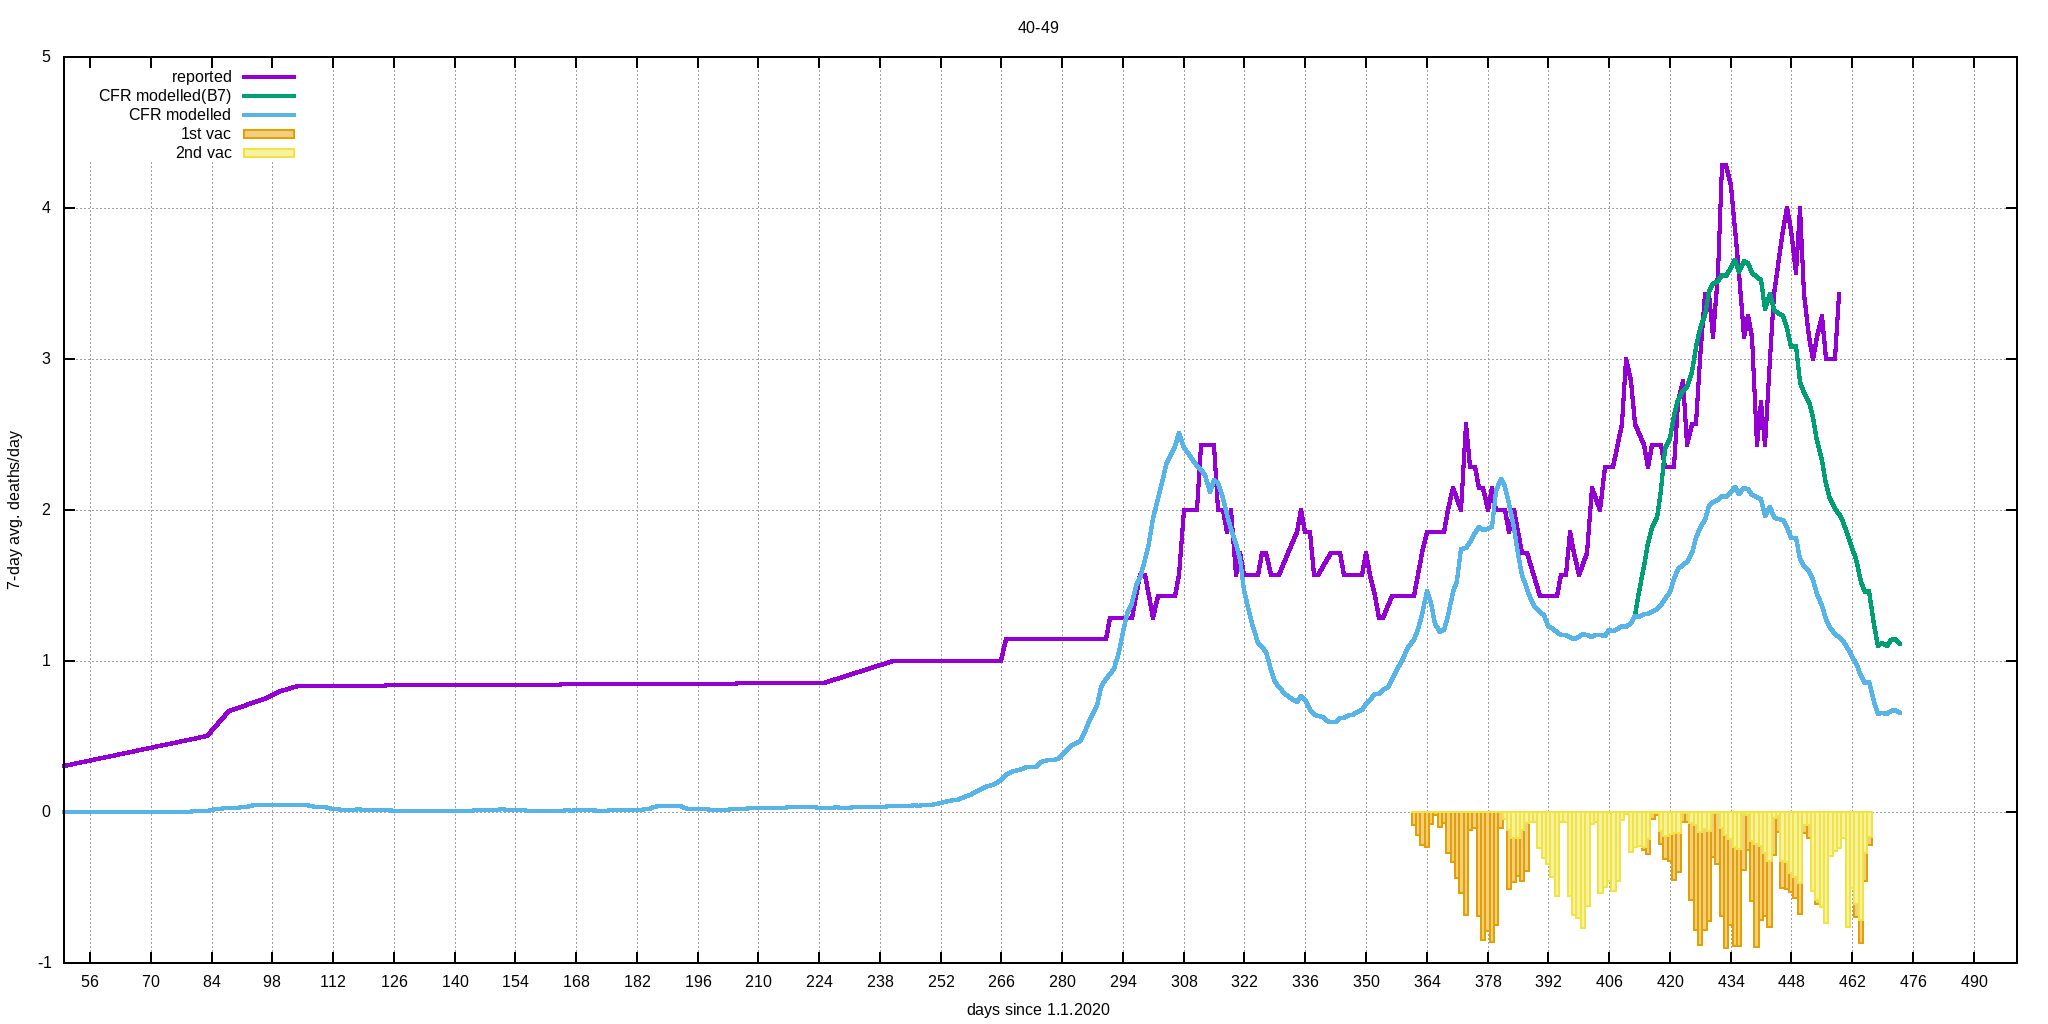 40-49
5
4
3
2
1
0
-1
7-day avg. deaths/day
reported
CFR modelled(B7)
CFR modelled
1st vac
2nd vac
56 70 84 98 112 126 140 154 168 182 196 210 224 238 252 266 280 294 308 322 336 350 364 378 392 406 420 434 448 462 476 490
days since 1.1.2020